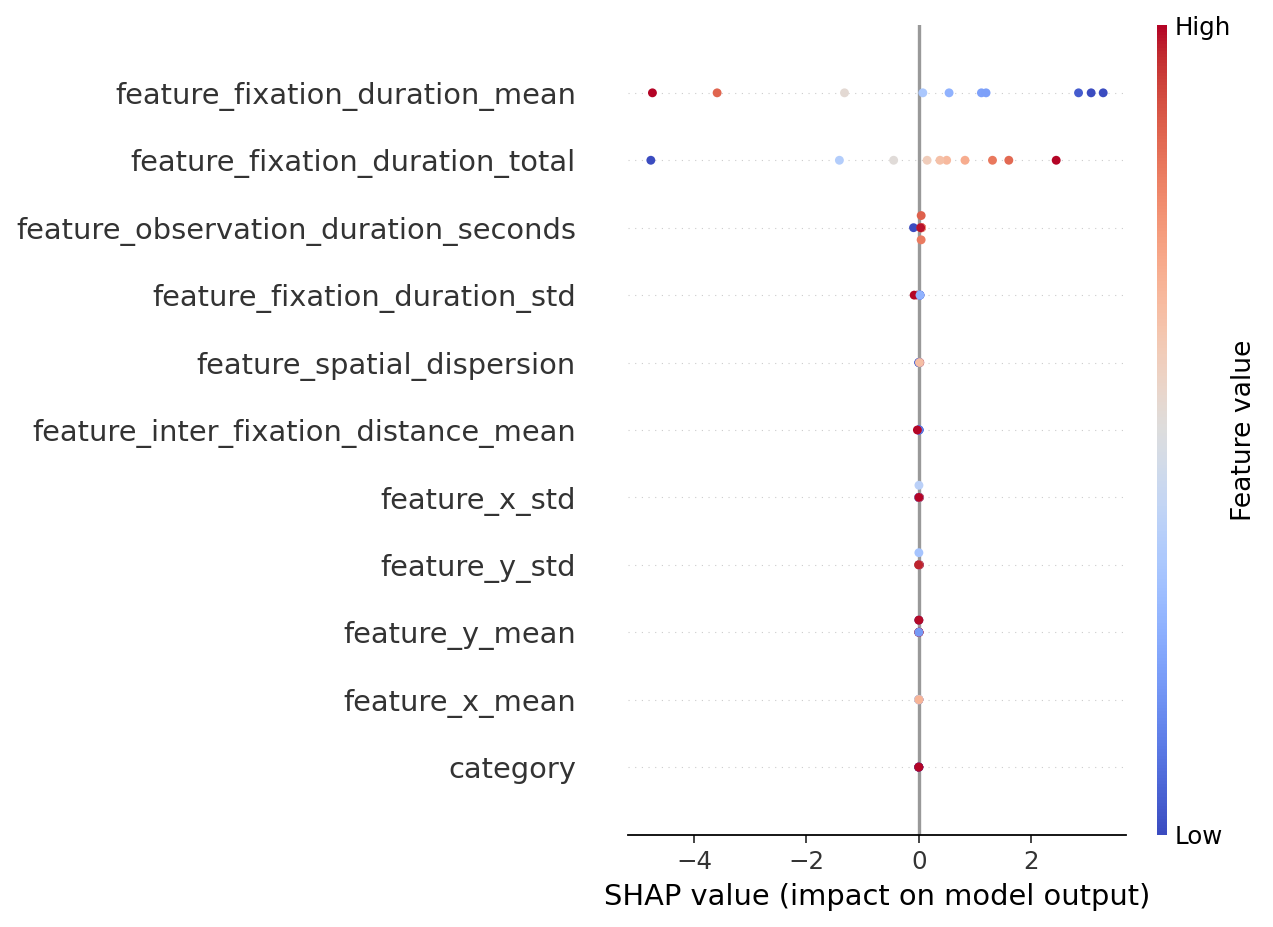 High
feature_fixation_duration_mean
feature_fixation_duration_total
feature_observation_duration_seconds
feature_fixation_duration_std
feature_spatial_dispersion
feature_inter_fixation_distance_mean
feature_x_std
feature_y_std
feature_y_mean
feature_x_mean
category
Feature value
Low
−4 −2 0 2
SHAP value (impact on model output)